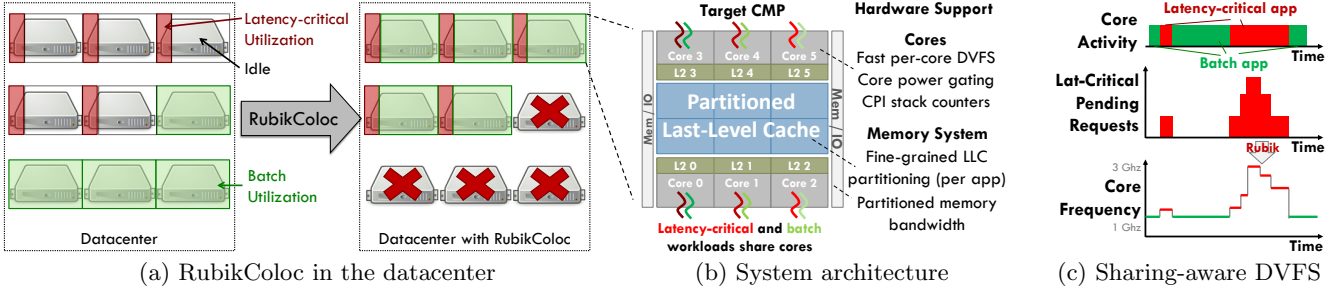 Latency-critical
Utilization
Idle
RubikColoc
Batch
Utilization
Datacenter
Datacenter with RubikColoc
(a) RubikColoc in the datacenter
Target CMP
Core 3 Core 4 Core 5
L2 3 L2 4 L2 5
Mem / IO
Partitioned
Last-Level Cache
Mem / IO
L2 0 L2 1 L2 2
Core 0 Core 1 Core 2
Latency-critical and batch
workloads share cores
Hardware Support
Cores
Fast per-core DVFS
Core power gating
CPI stack counters
Memory System
Fine-grained LLC
partitioning (per app)
Partitioned memory
bandwidth
(b) System architecture
Latency-critical app
Core
Activity
Batch app
Time
Lat-Critical
Pending
Requests
Time
Rubik
3 Ghz
Core
Frequency
1 Ghz
Time
(c) Sharing-aware DVFS